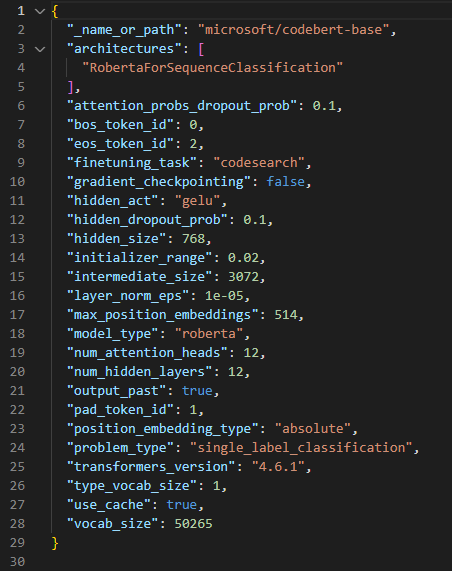 1 {
2 "_name_or_path": "microsoft/codebert-base",
3 "architectures": [
4 "RobertaForSequenceClassification"
5 ],
6 "attention_probs_dropout_prob": 0.1,
7 "bos_token_id": 0,
8 "eos_token_id": 2,
9 "finetuning_task": "codesearch",
10 "gradient_checkpointing": false,
11 "hidden_act": "gelu",
12 "hidden_dropout_prob": 0.1,
13 "hidden_size": 768,
14 "initializer_range": 0.02,
15 "intermediate_size": 3072,
16 "layer_norm_eps": 1e-05,
17 "max_position_embeddings": 514,
18 "model_type": "roberta",
19 "num_attention_heads": 12,
20 "num_hidden_layers": 12,
21 "output_past": true,
22 "pad_token_id": 1,
23 "position_embedding_type": "absolute",
24 "problem_type": "single_label_classification",
25 "transformers_version": "4.6.1",
26 "type_vocab_size": 1,
27 "use_cache": true,
28 "vocab_size": 50265
29 }
30